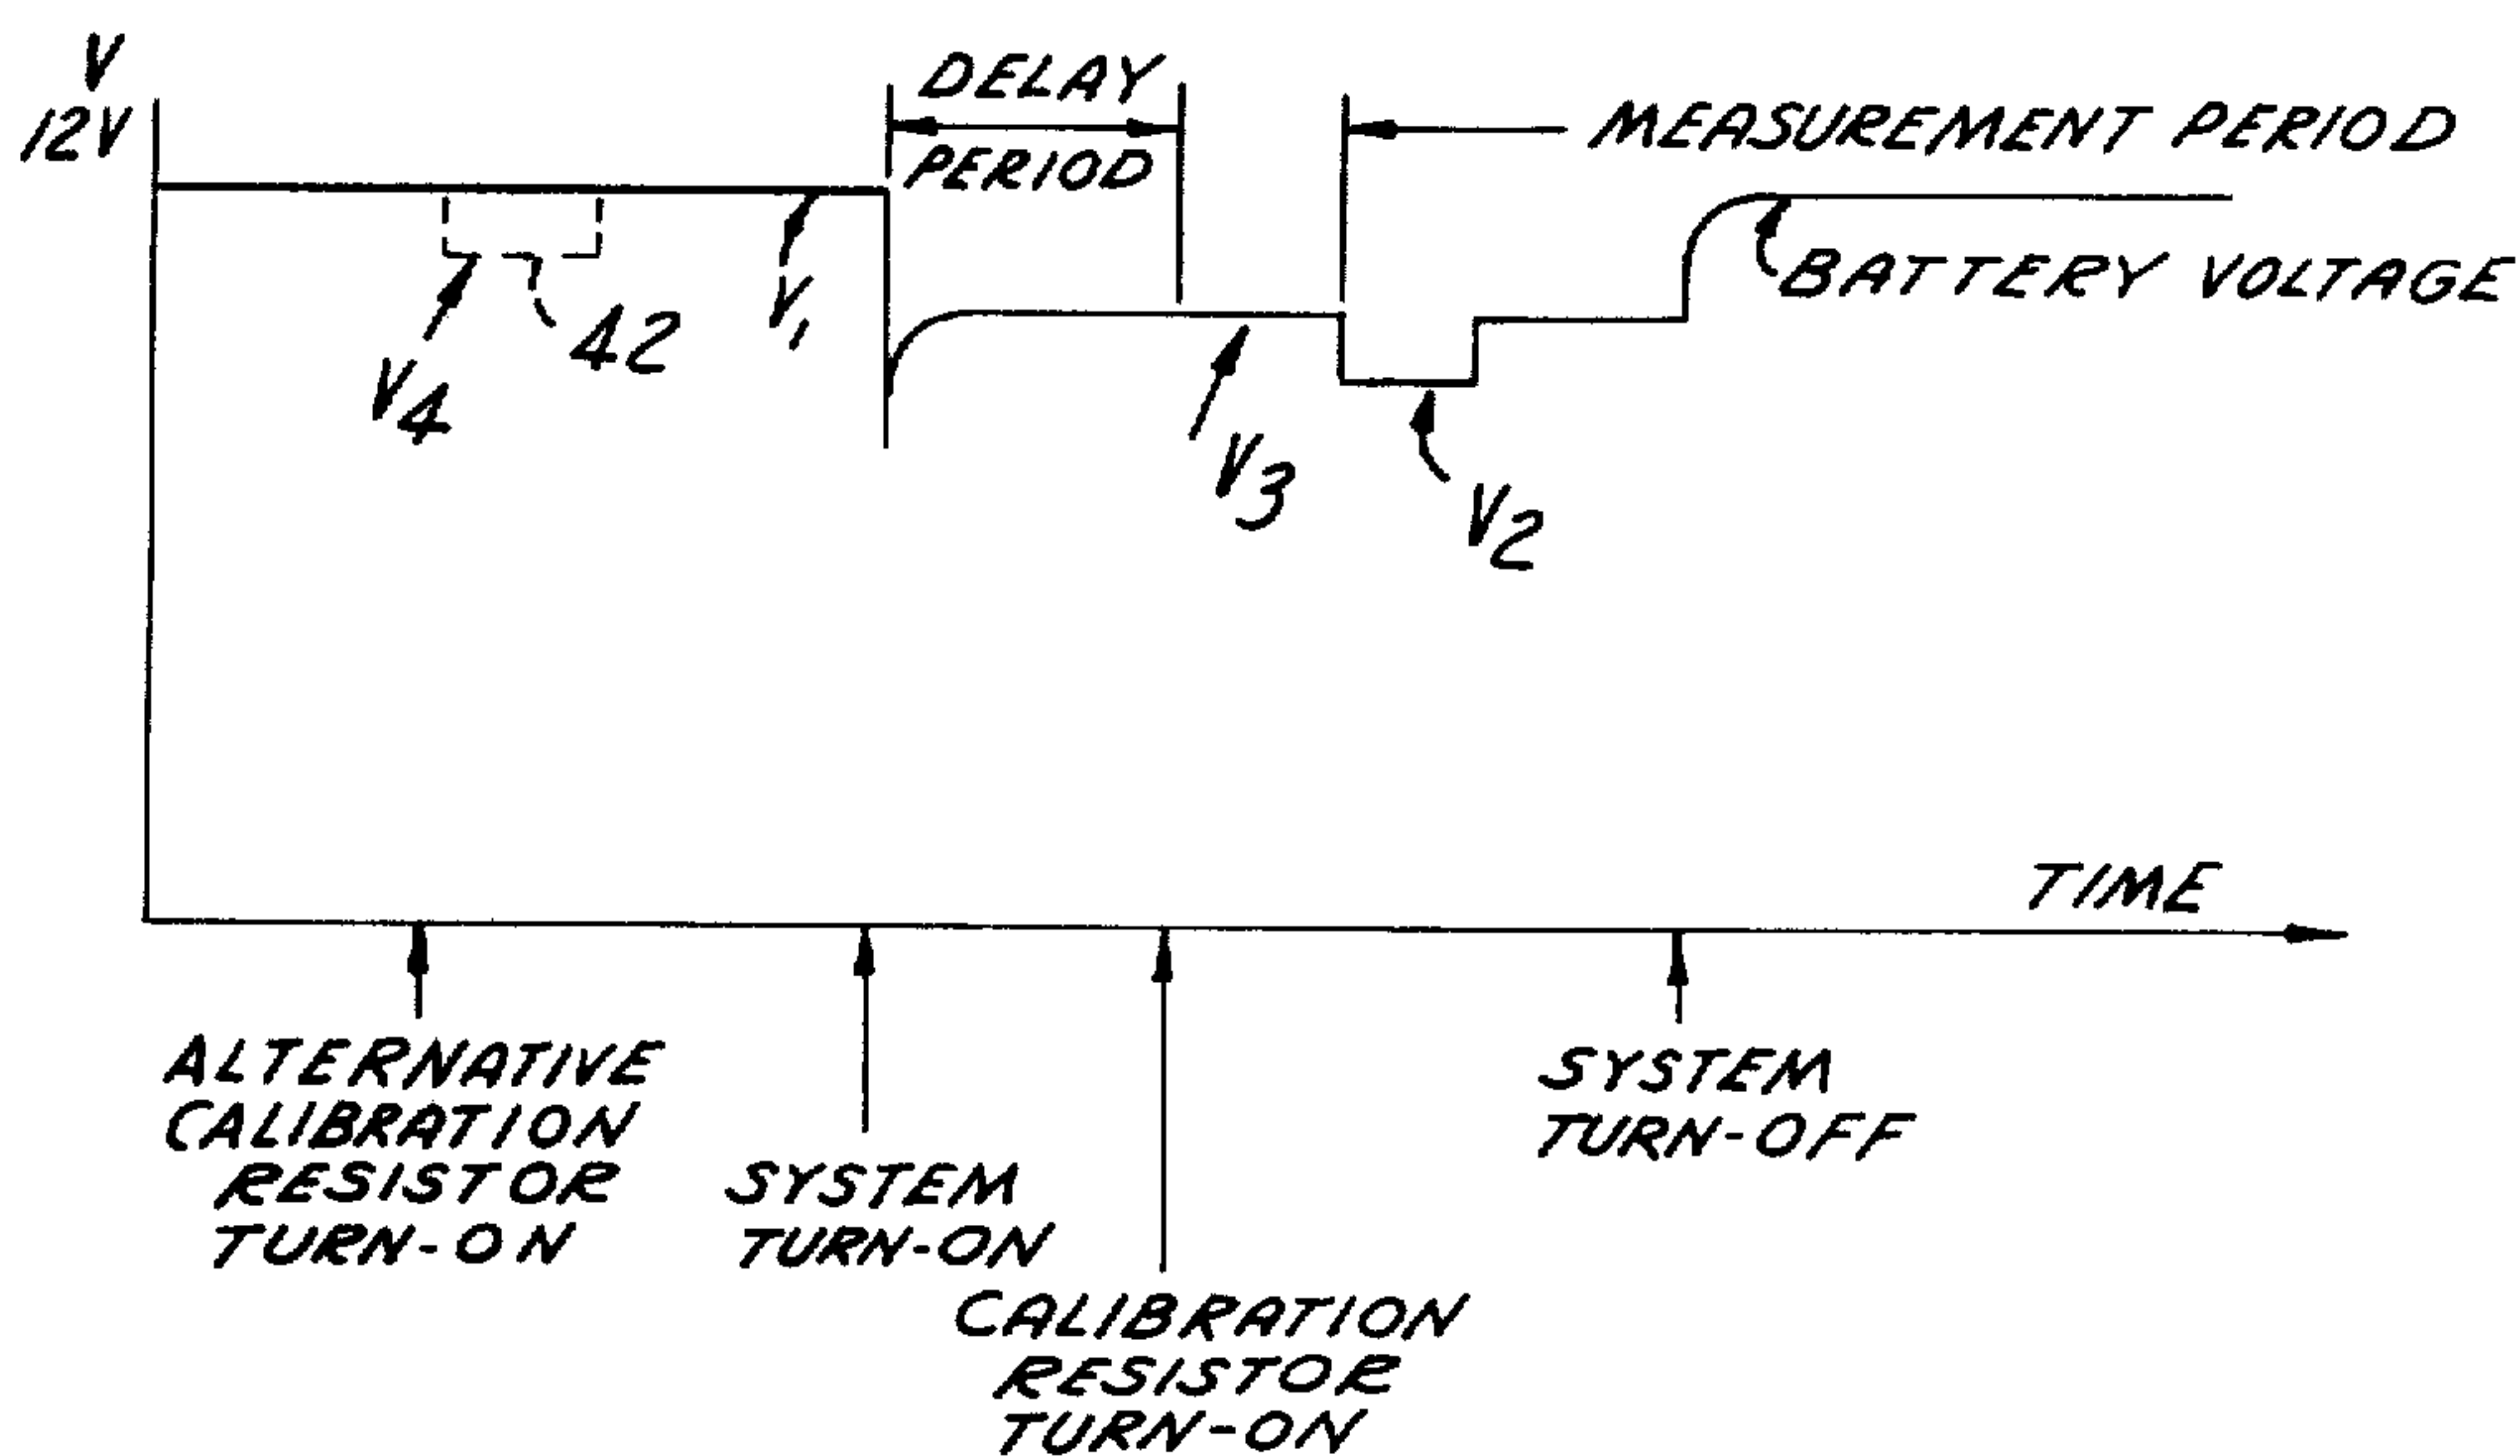 V
12V
DELAY
PERIOD
MEASUREMENT PERIOD
BATTERY VOLTAGE
V1
42
V4
V3
V2
TIME
ALTERNATIVE
CALIBRATION
RESISTOR
TURN-ON
SYSTEM
TURN-ON
CALIBRATION
RESISTOR
TURN-ON
SYSTEM
TURN-OFF